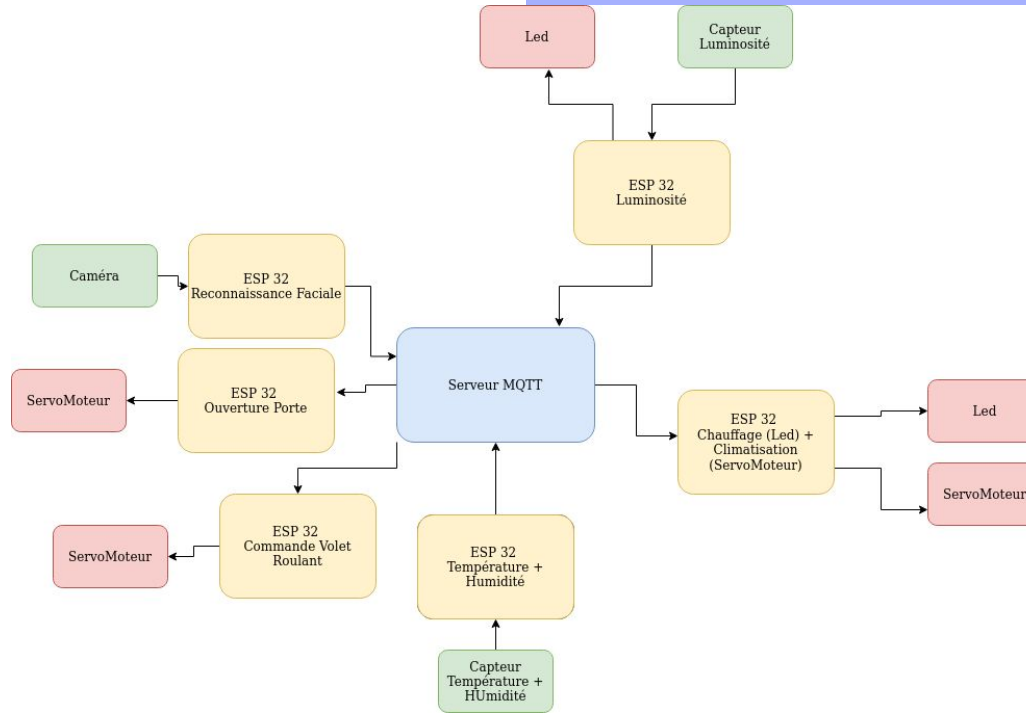 Led
Capteur
Luminosité
ESP 32
Luminosité
Caméra
ESP 32
Reconnaissance Faciale
Serveur MQTT
ServoMoteur
ESP 32
Ouverture Porte
ESP 32
Chauffage (Led) +
Climatisation
(ServoMoteur)
Led
ServoMoteur
ServoMoteur
ESP 32
Commande Volet
Roulant
ESP 32
Température +
Humidité
Capteur
Température +
HUmidité